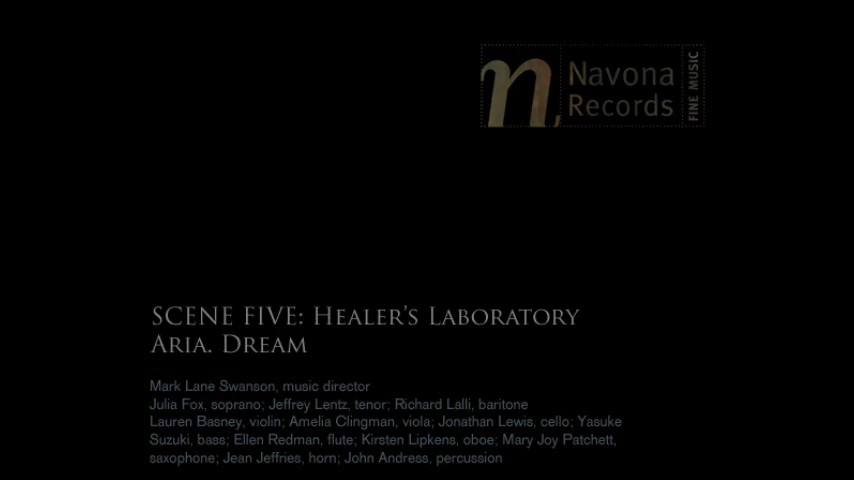 n
Navona
Records
FINE MUSIC
SCENE FIVE: Healer's Laboratory
Aria. Dream
Mark Lane Swanson, music director
Julia Fox, soprano; Jeffrey Lentz, tenor; Richard Lalli, baritone
Lauren Basney, violin; Amelia Clingman, viola; Jonathan Lewis, cello; Yasuke
Suzuki, bass; Ellen Redman, flute; Kirsten Lipkens, oboe; Mary Joy Patchett,
saxophone; Jean Jeffries, horn; John Andress, percussion